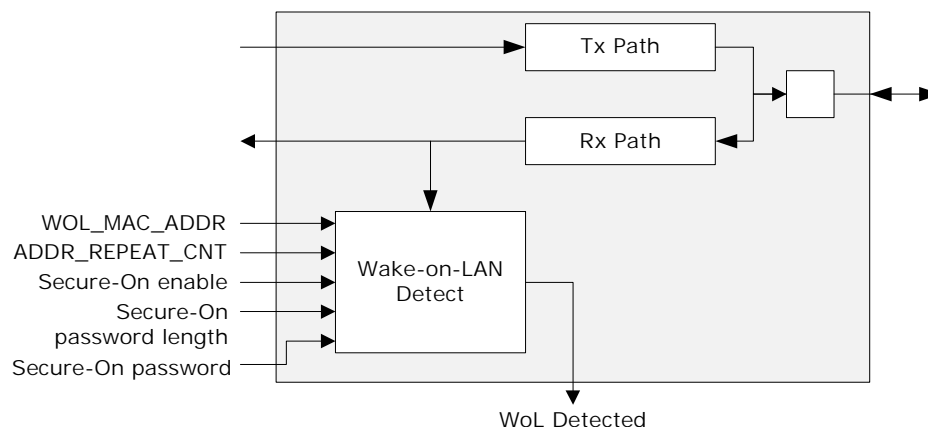 Tx Path
Rx Path
WOL_MAC_ADDR
ADDR_REPEAT_CNT
Secure-On enable
Secure-On
password length
Secure-On password
Wake-on-LAN
Detect
WoL Detected